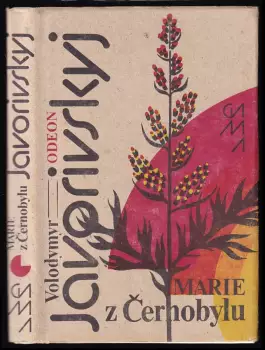 MARIE
z Černobylu
Javorivskyj
Volodymyr
Javorivskyj
ODEON
MARIE
z Černobylu